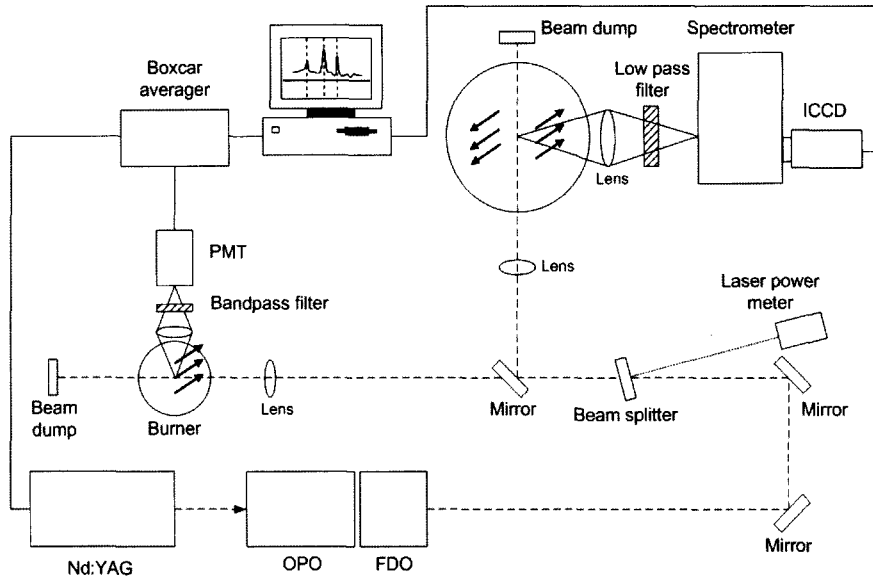 Boxcar
averager
Beam dump
Spectrometer
Low pass
filter
ICCD
Lens
PMT
Bandpass filter
Lens
Laser power
meter
Beam
dump
Burner
Lens
Mirror
Beam splitter
Mirror
Nd:YAG
OPO
FDO
Mirror